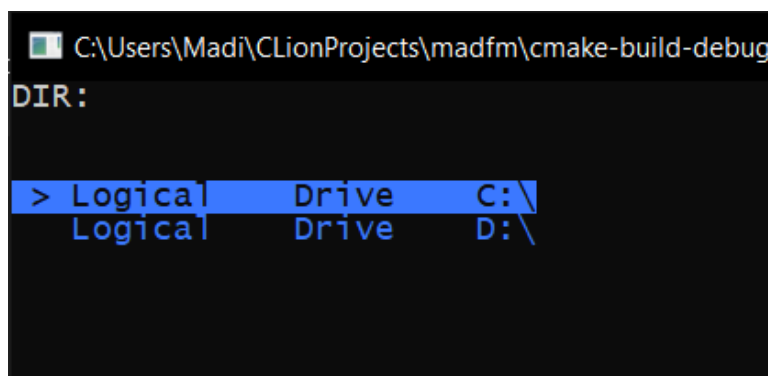 C:\Users\Madi\CLionProjects\madfm\cmake-build-debug
DIR:
> Logical Drive C:\
Logical Drive D:\